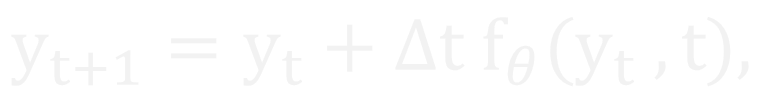 y_{t+1} = y_t + Δt f_θ(y_t , t),